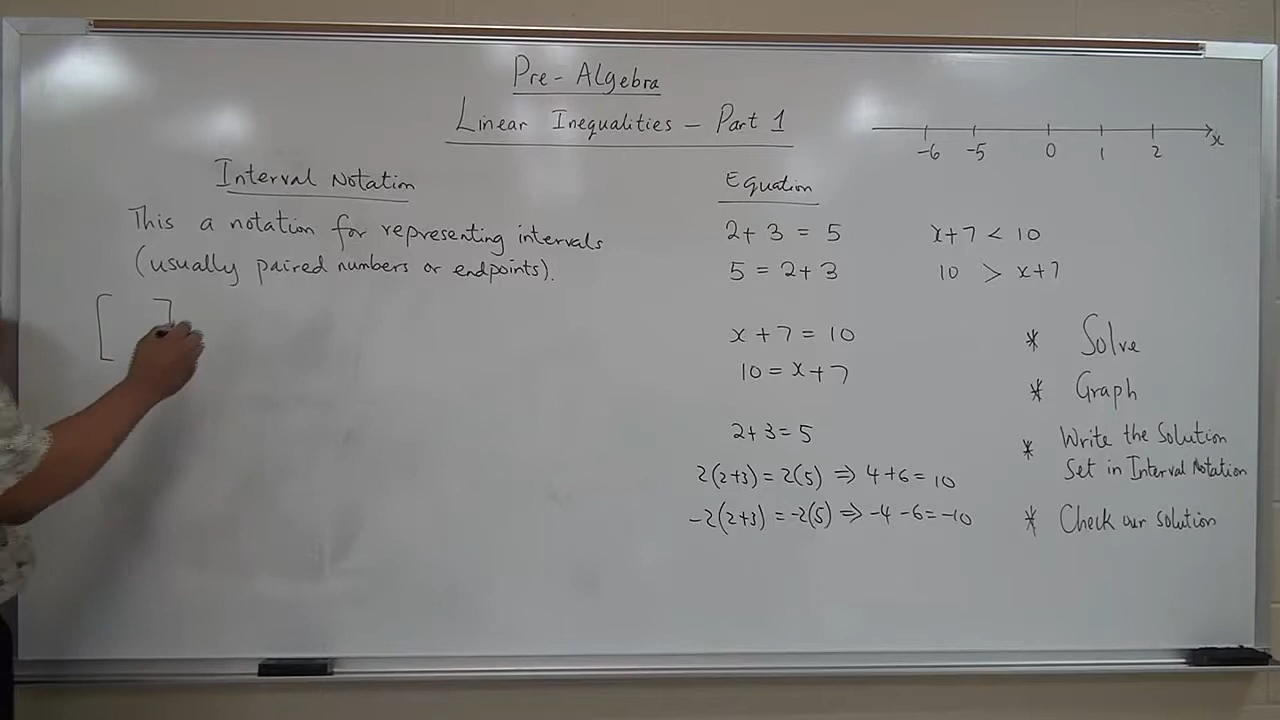 Pre-Algebra
Linear Inequalities - Part 1
-6 -5 0 1 2 x
Interval Notation
This a notation for representing intervals
(usually paired numbers or endpoints).
[ ]
Equation
2+3=5
5=2+3
x+7=10
10=x+7
2+3=5
2(2+3)=2(5) ⇒ 4+6=10
-2(2+3)=-2(5) ⇒ -4-6=-10
x+7 < 10
10 > x+7
* Solve
* Graph
* Write the Solution
Set in Interval Notation
* Check our solution